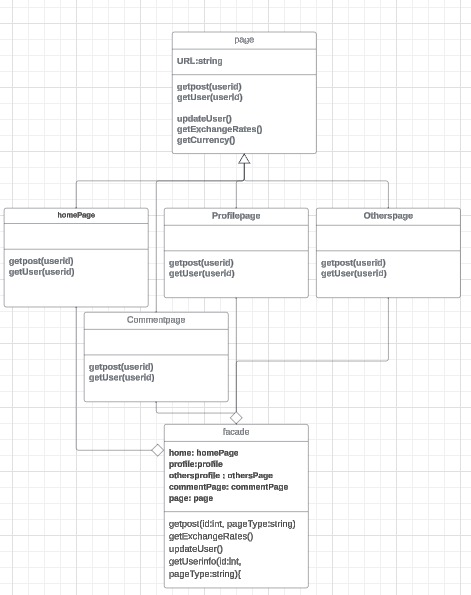 page
URL:string
getpost(userid)
getUser(userid)
updateUser()
getExchangeRates()
getCurrency()
homePage
getpost(userid)
getUser(userid)
Profilepage
getpost(userid)
getUser(userid)
Otherspage
getpost(userid)
getUser(userid)
Commentpage
getpost(userid)
getUser(userid)
facade
home: homePage
profile:profile
othersprofile : othersPage
commentPage: commentPage
page: page
getpost(id:int, pageType:string)
getExchangeRates()
updateUser()
getUserinfo(id:int,
pageType:string){